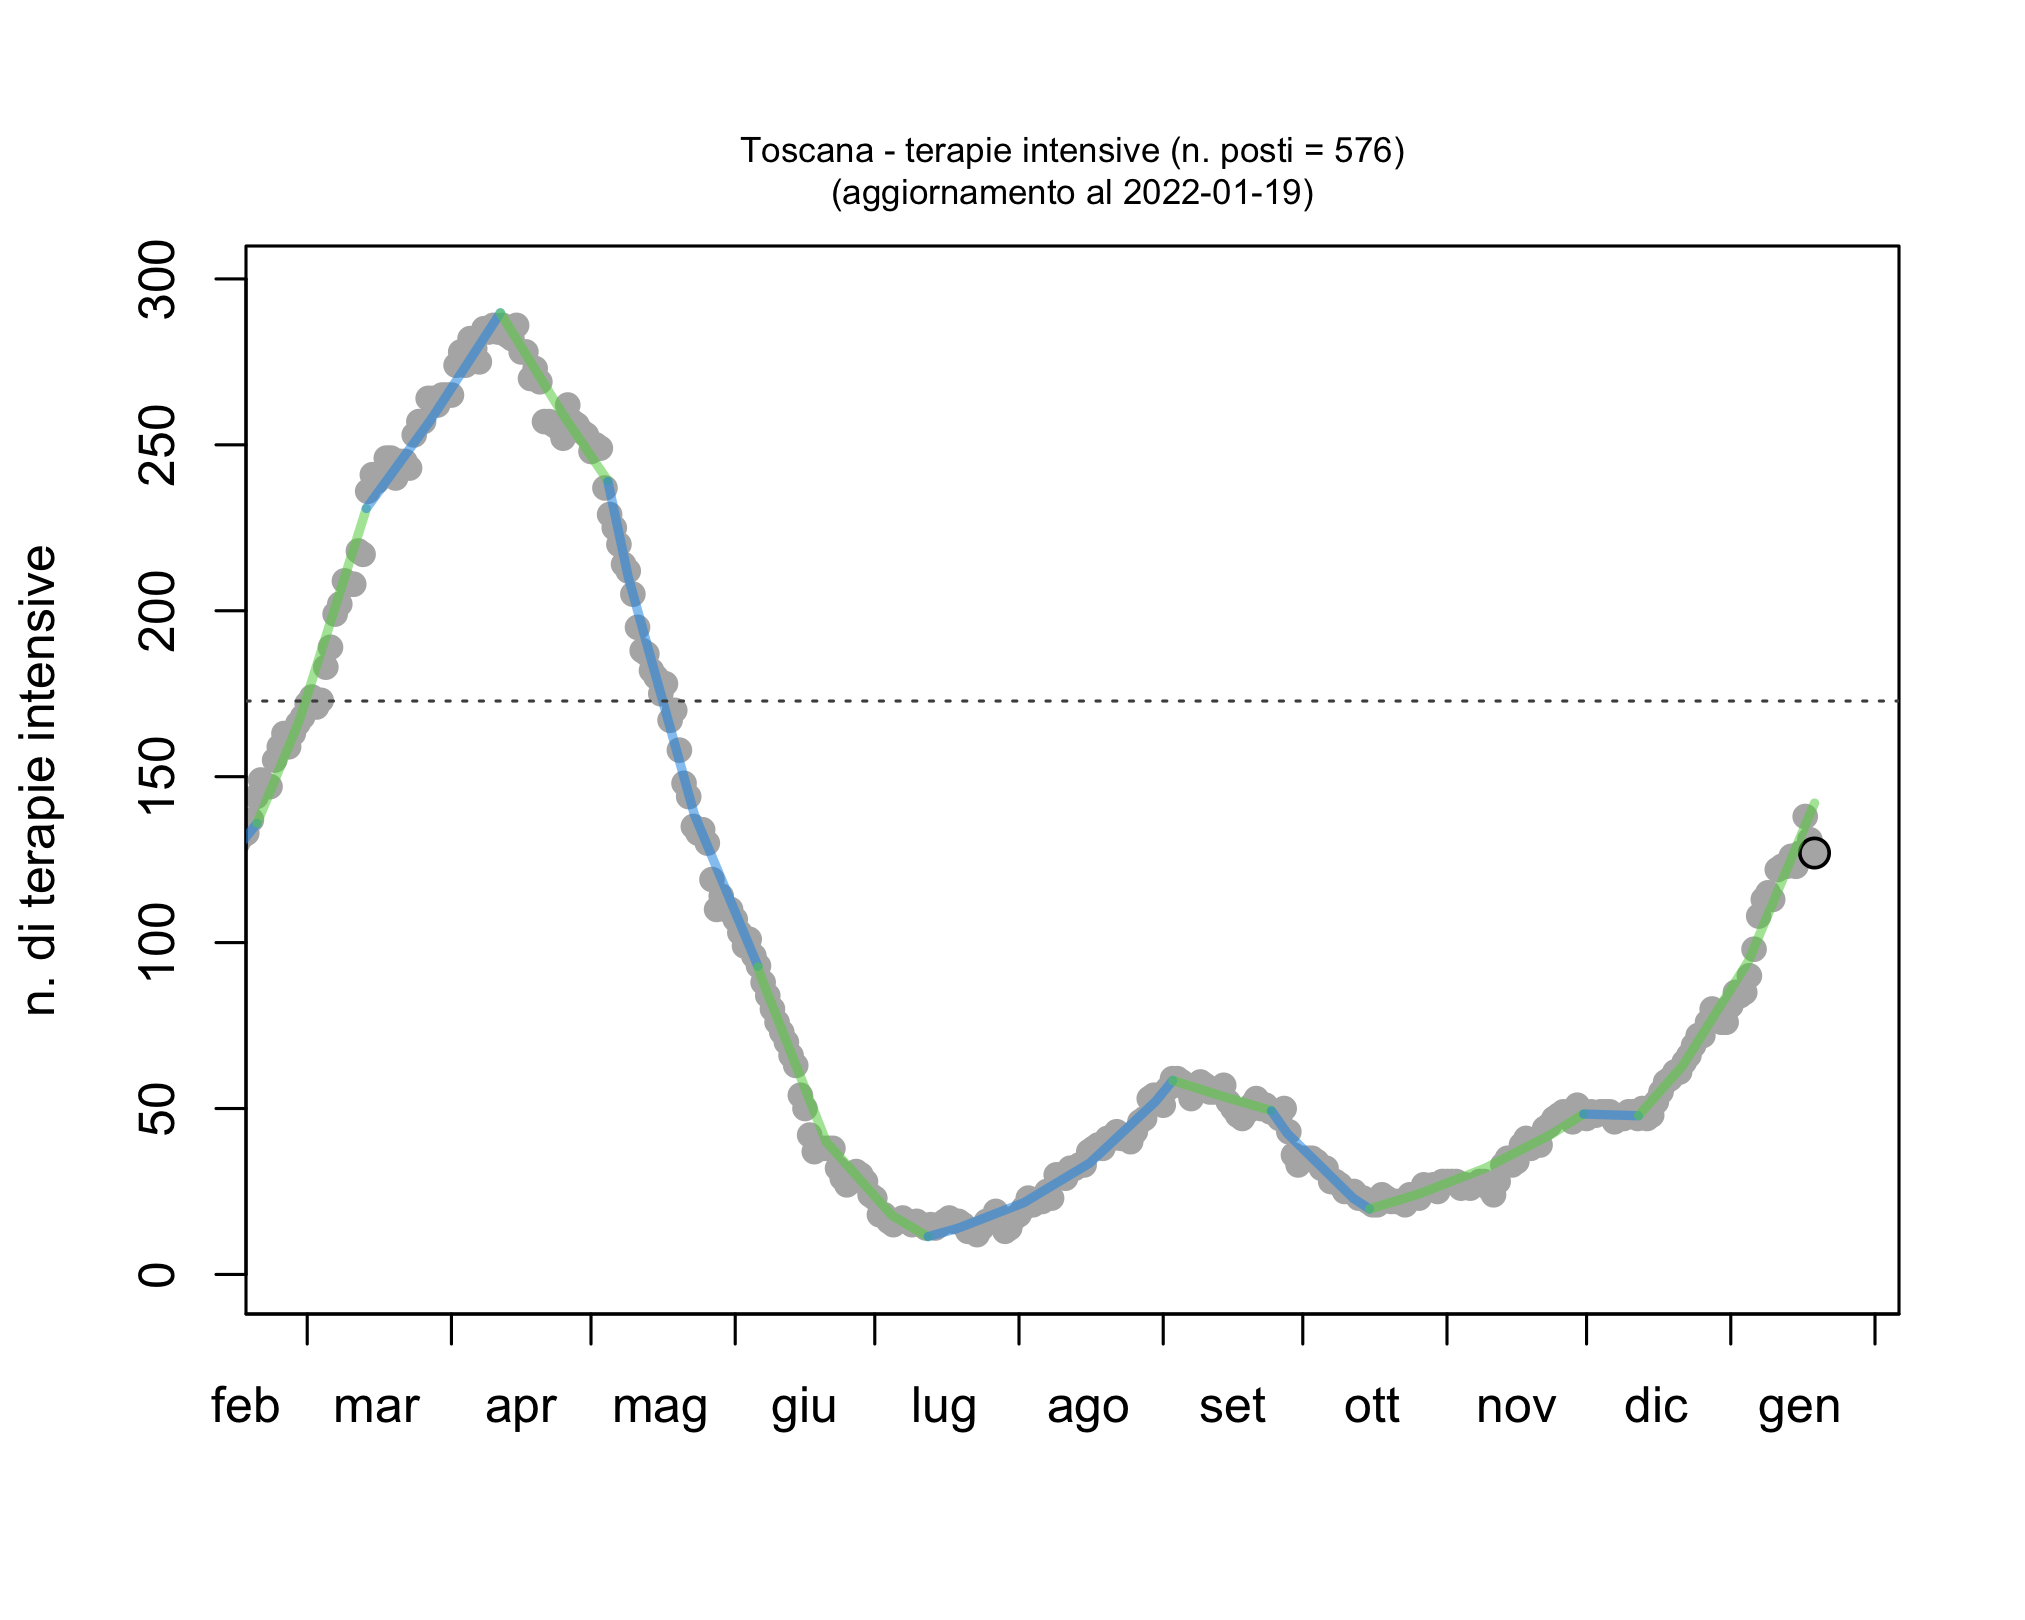 Toscana - terapie intensive (n. posti = 576)
(aggiornamento al 2022-01-19)
n. di terapie intensive
300
250
200
150
100
50
0
feb mar apr mag giu lug ago set ott nov dic gen